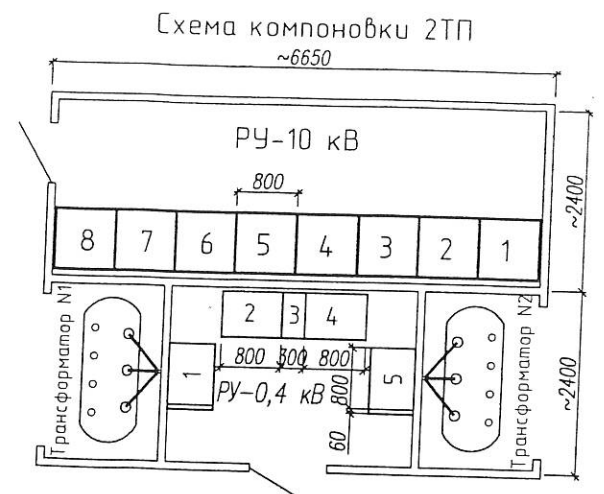 Схема компоновки 2ТП
~6650
РУ-10 кВ
800
8 7 6 5 4 3 2 1
~2400
Трансформатор N1
2 3 4
Трансформатор N2
1
800 300 800
800
5
~2400
РУ-0,4 кВ
60